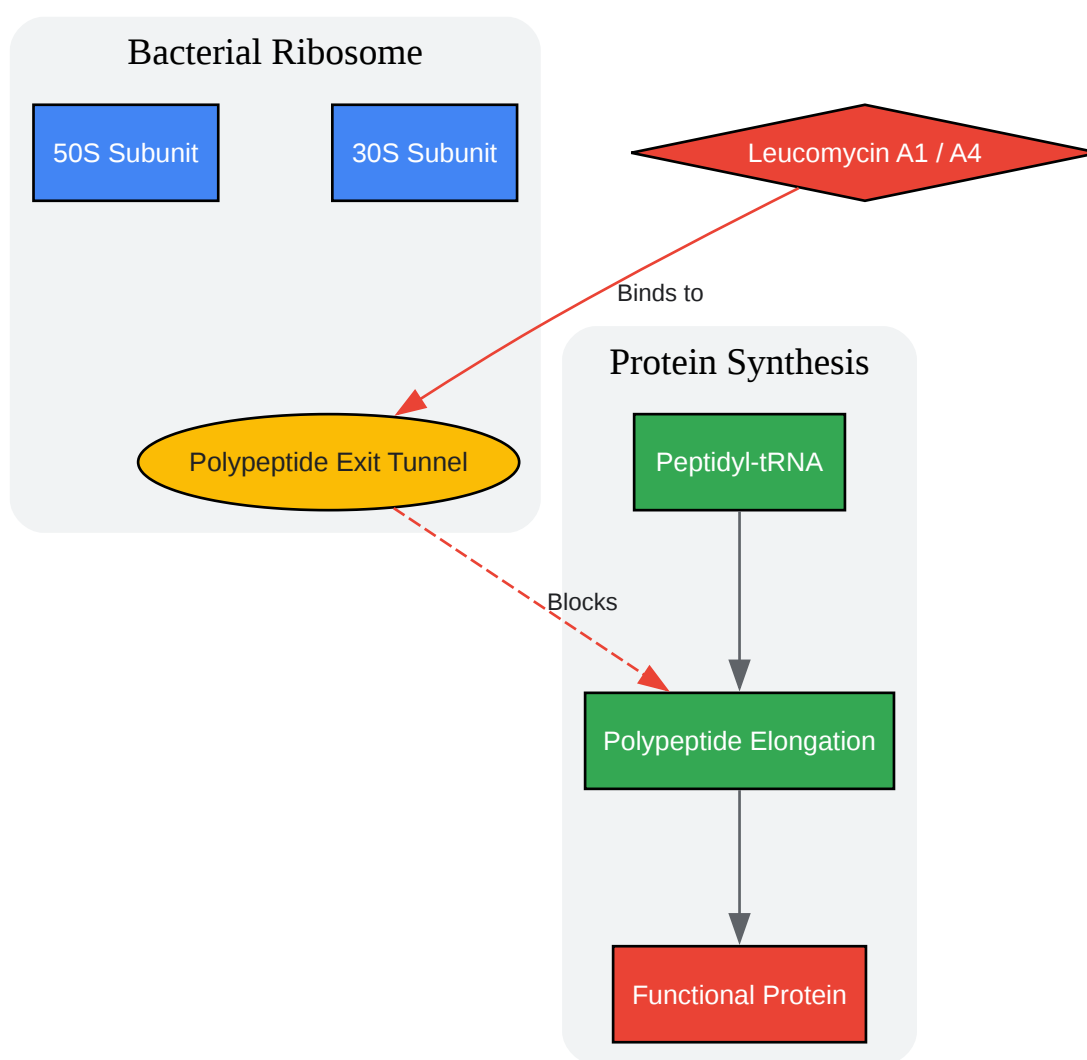 Bacterial Ribosome
50S Subunit
30S Subunit
Leucomycin A1 / A4
Binds to
Protein Synthesis
Polypeptide Exit Tunnel
Peptidyl-tRNA
Blocks
Polypeptide Elongation
Functional Protein